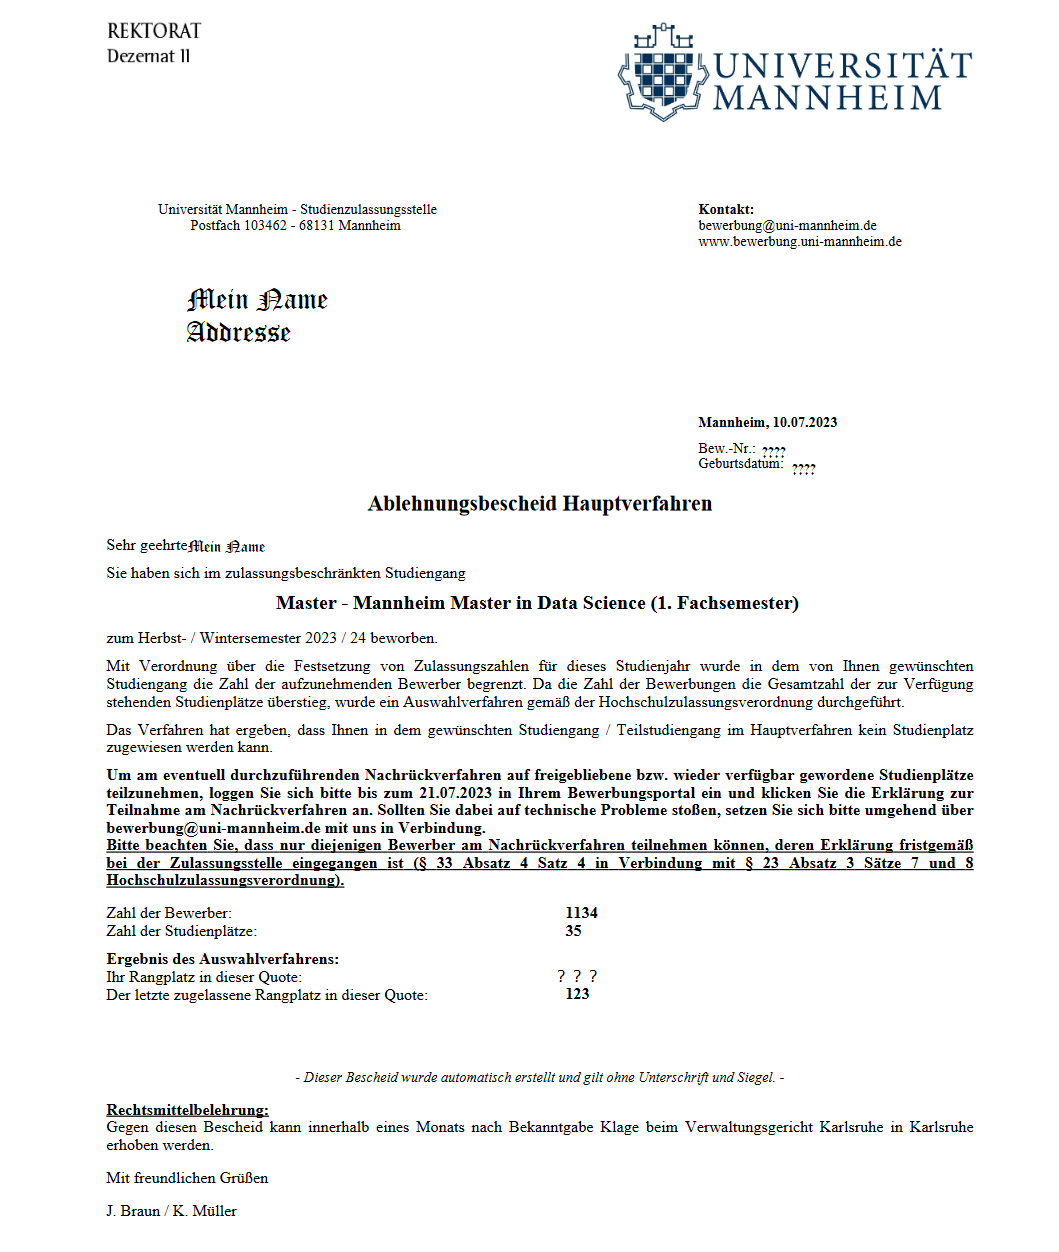 REKTORAT
Dezernat II
UNIVERSITÄT
MANNHEIM
Universität Mannheim - Studienzulassungsstelle
Postfach 103462 - 68131 Mannheim
Kontakt:
bewerbung@uni-mannheim.de
www.bewerbung.uni-mannheim.de
Mein Name
Addresse
Mannheim, 10.07.2023
Bew.-Nr.: ????
Geburtsdatum: ????
Ablehnungsbescheid Hauptverfahren
Sehr geehrte Mein Name
Sie haben sich im zulassungsbeschränkten Studiengang
Master - Mannheim Master in Data Science (1. Fachsemester)
zum Herbst- / Wintersemester 2023 / 24 beworben.
Mit Verordnung über die Festsetzung von Zulassungszahlen für dieses Studienjahr wurde in dem von Ihnen gewünschten
Studiengang die Zahl der aufzunehmenden Bewerber begrenzt. Da die Zahl der Bewerbungen die Gesamtzahl der zur Verfügung
stehenden Studienplätze überstieg, wurde ein Auswahlverfahren gemäß der Hochschulzulassungsverordnung durchgeführt.
Das Verfahren hat ergeben, dass Ihnen in dem gewünschten Studiengang / Teilstudiengang im Hauptverfahren kein Studienplatz
zugewiesen werden kann.
Um am eventuell durchzuführenden Nachrückverfahren auf freigebliebene bzw. wieder verfügbar gewordene Studienplätze
teilzunehmen, loggen Sie sich bitte bis zum 21.07.2023 in Ihrem Bewerbungsportal ein und klicken Sie die Erklärung zur
Teilnahme am Nachrückverfahren an. Sollten Sie dabei auf technische Probleme stoßen, setzen Sie sich bitte umgehend über
bewerbung@uni-mannheim.de mit uns in Verbindung.
Bitte beachten Sie, dass nur diejenigen Bewerber am Nachrückverfahren teilnehmen können, deren Erklärung fristgemäß
bei der Zulassungsstelle eingegangen ist (§ 33 Absatz 4 Satz 4 in Verbindung mit § 23 Absatz 3 Sätze 7 und 8
Hochschulzulassungsverordnung).
Zahl der Bewerber: 1134
Zahl der Studienplätze: 35
Ergebnis des Auswahlverfahrens:
Ihr Rangplatz in dieser Quote: ? ? ?
Der letzte zugelassene Rangplatz in dieser Quote: 123
- Dieser Bescheid wurde automatisch erstellt und gilt ohne Unterschrift und Siegel. -
Rechtsmittelbelehrung:
Gegen diesen Bescheid kann innerhalb eines Monats nach Bekanntgabe Klage beim Verwaltungsgericht Karlsruhe in Karlsruhe
erhoben werden.
Mit freundlichen Grüßen
J. Braun / K. Müller